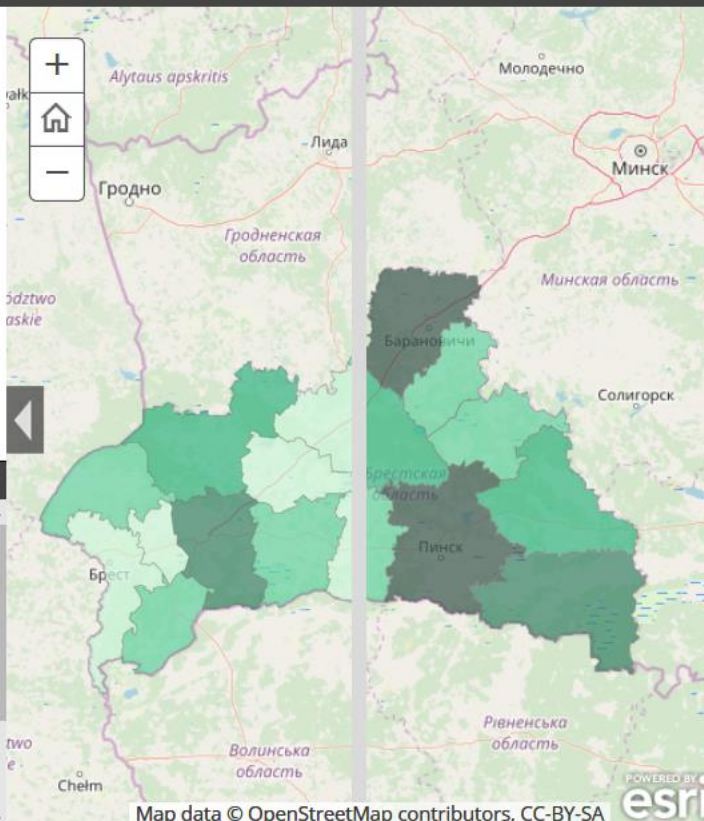 +
−
Alytaus apskritis
Молодечно
Лида
Минск
Гродно
Гродненская
область
Минская область
Барановичи
Солигорск
Брестская
область
Пинск
Брест
Рівненська
область
Волинська
область
Chełm
POWERED BY
esri
Map data © OpenStreetMap contributors, CC-BY-SA